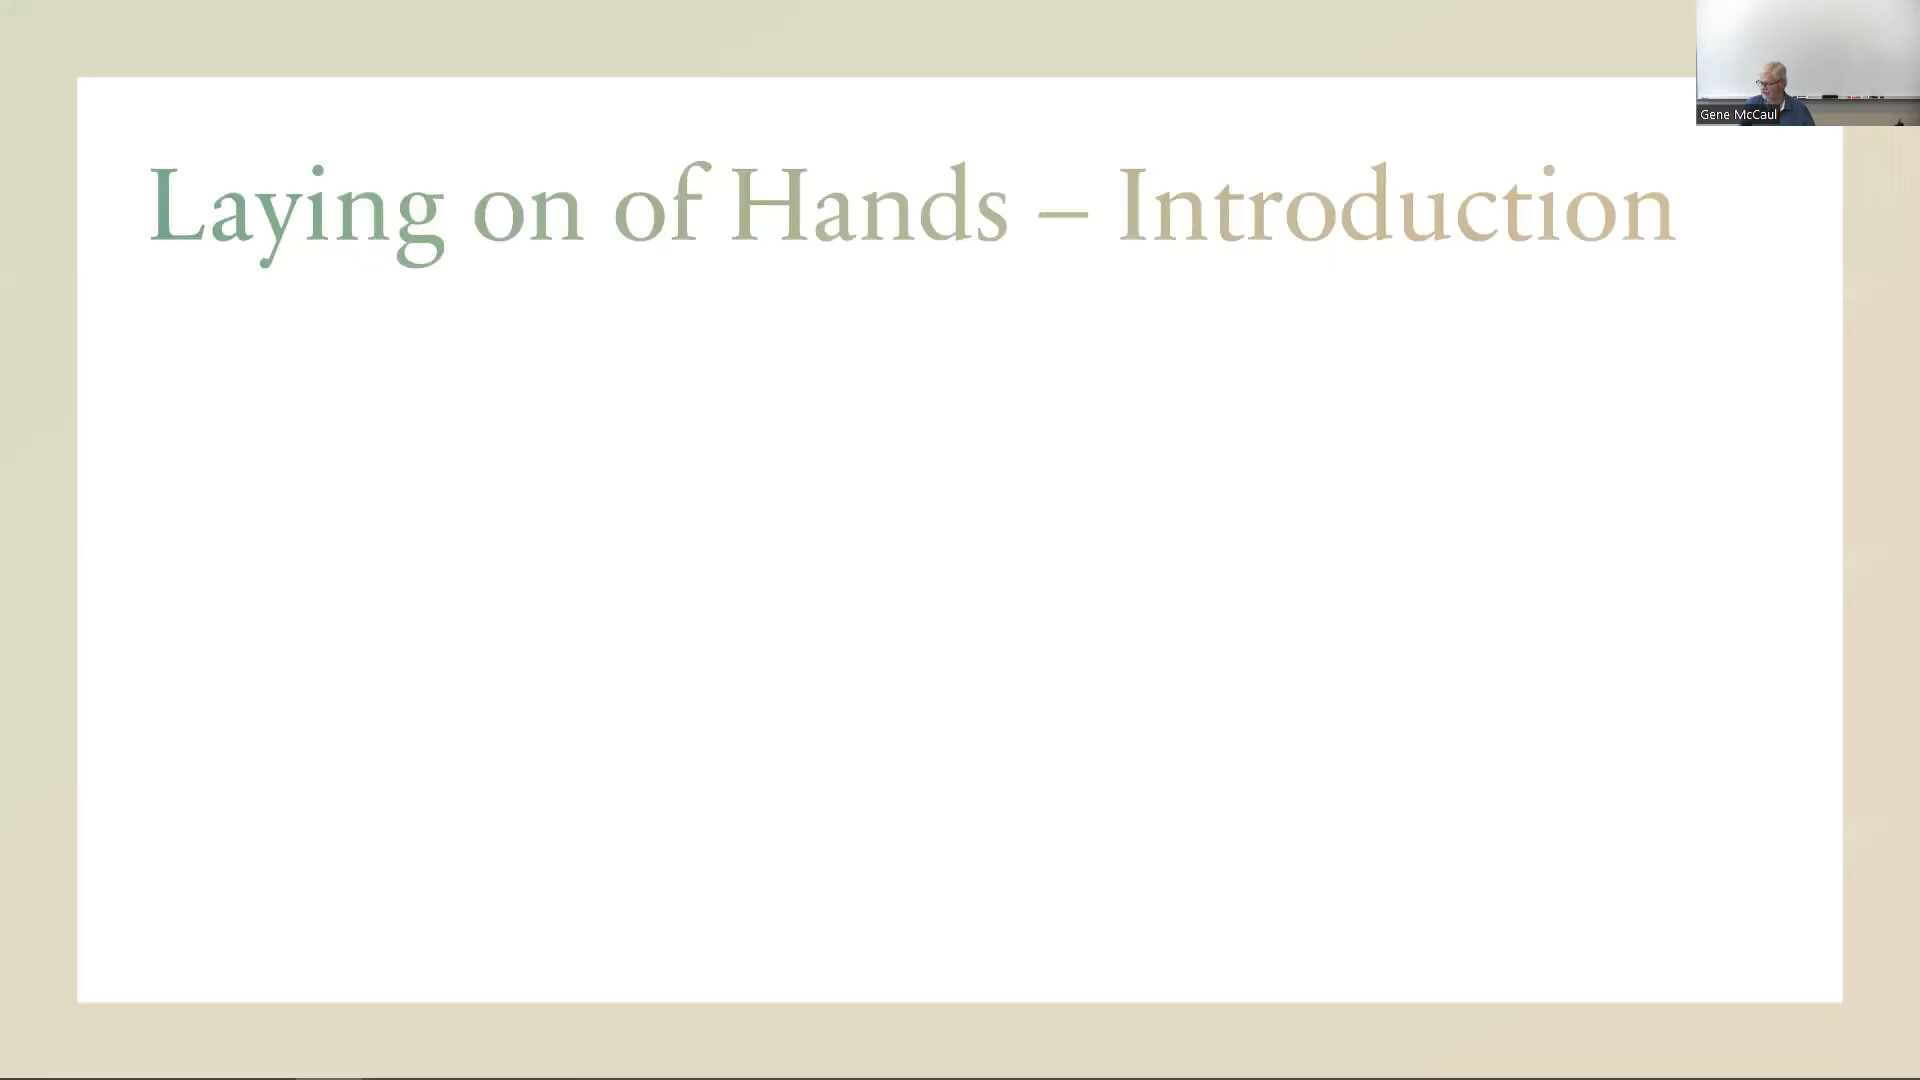 Laying on of Hands – Introduction
Gene McCaul